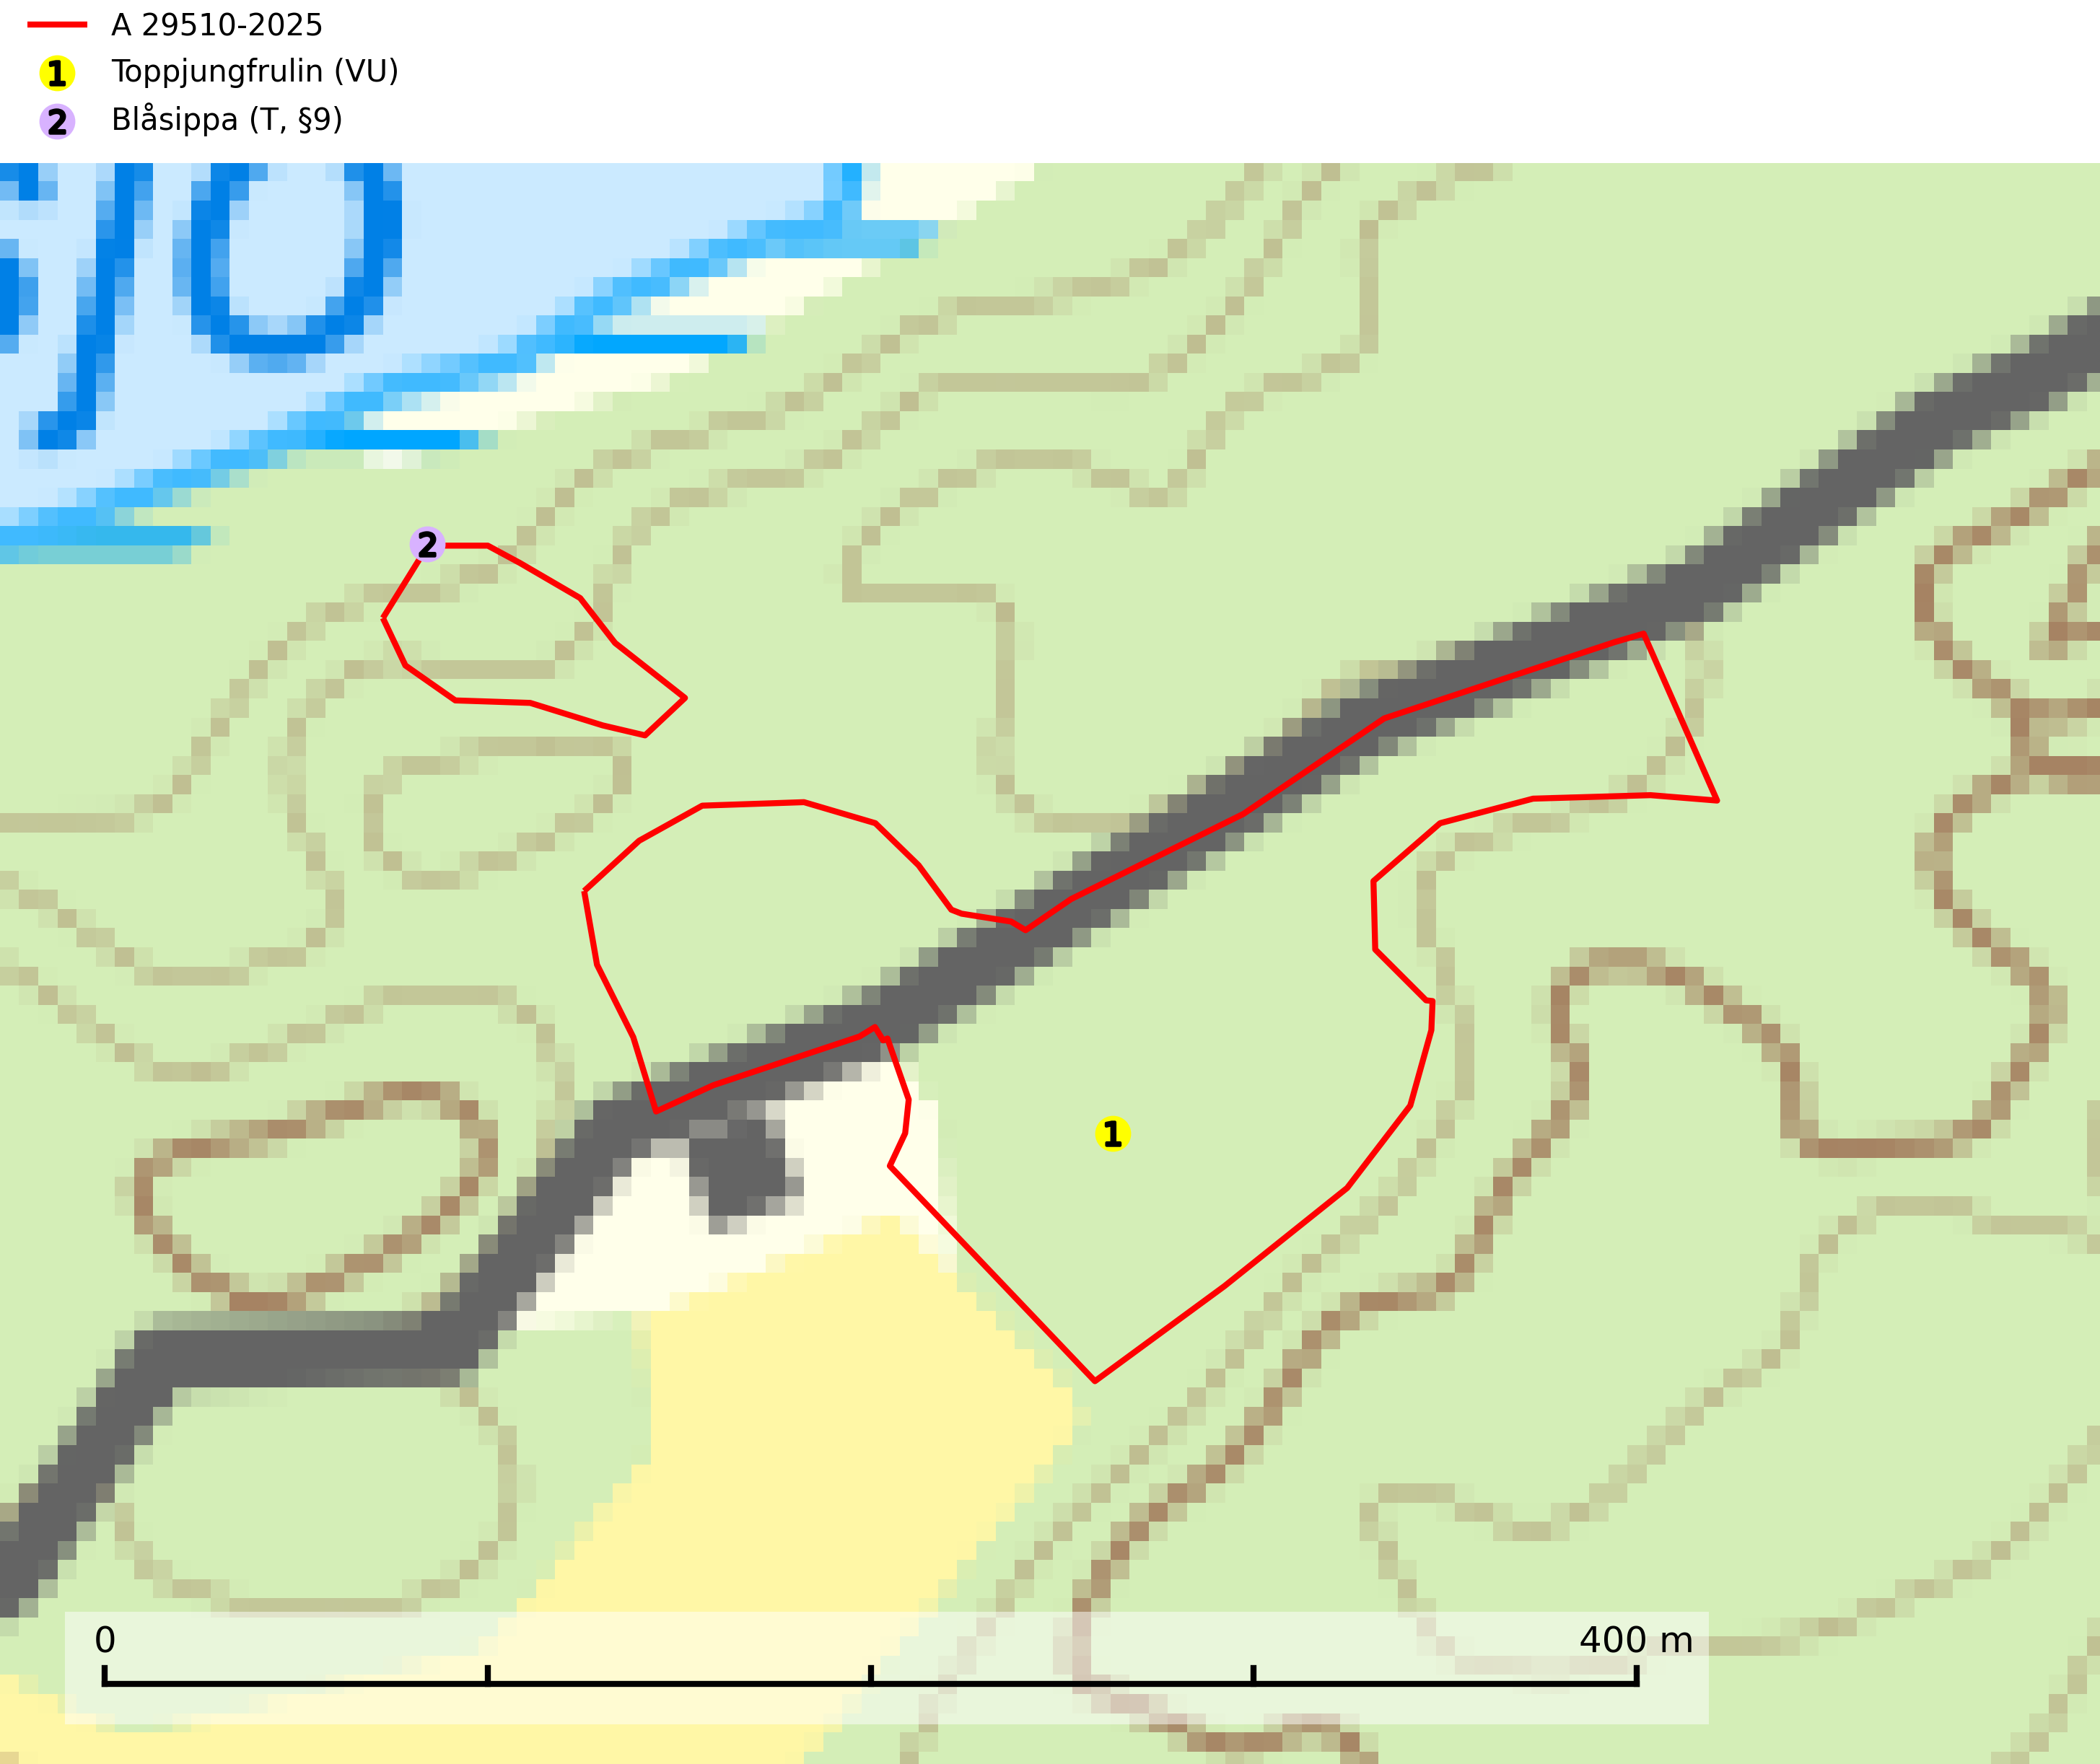 A 29510-2025
1 Toppjungfrulin (VU)
2 Blåsippa (T, §9)
2
1
0 400 m